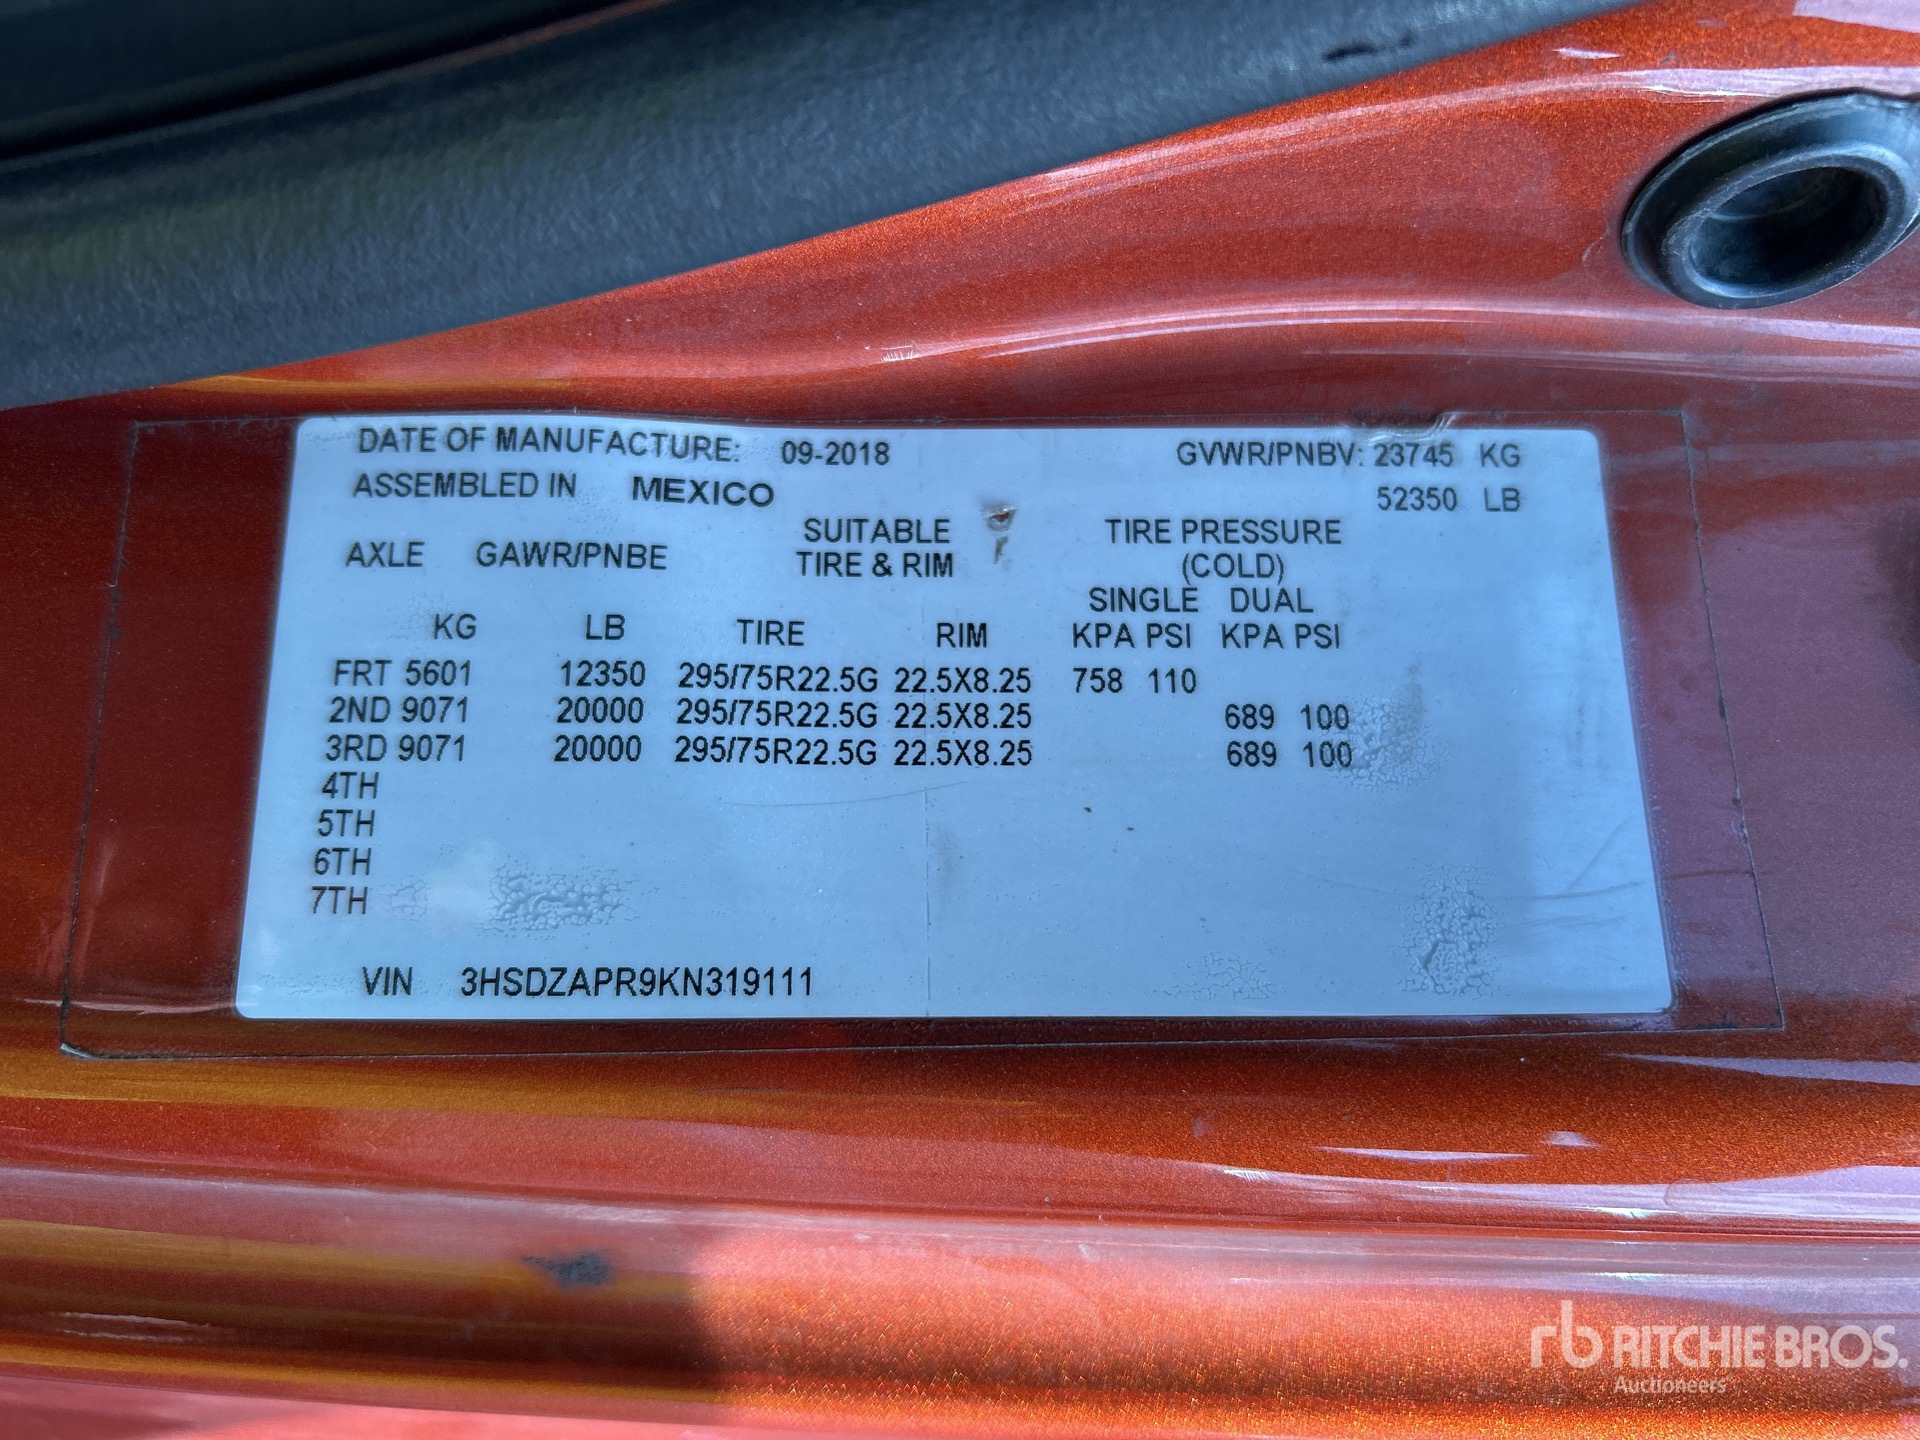 DATE OF MANUFACTURE: 09-2018 GVWR/PNBV: 23745 KG
ASSEMBLED IN MEXICO 52350 LB
SUITABLE TIRE PRESSURE
AXLE GAWR/PNBE TIRE & RIM (COLD)
SINGLE DUAL
KG LB TIRE RIM KPA PSI KPA PSI
FRT 5601 12350 295/75R22.5G 22.5X8.25 758 110
2ND 9071 20000 295/75R22.5G 22.5X8.25 689 100
3RD 9071 20000 295/75R22.5G 22.5X8.25 689 100
4TH
5TH
6TH
7TH
VIN 3HSDZAPR9KN319111
rb RITCHIE BROS.
Auctioneers